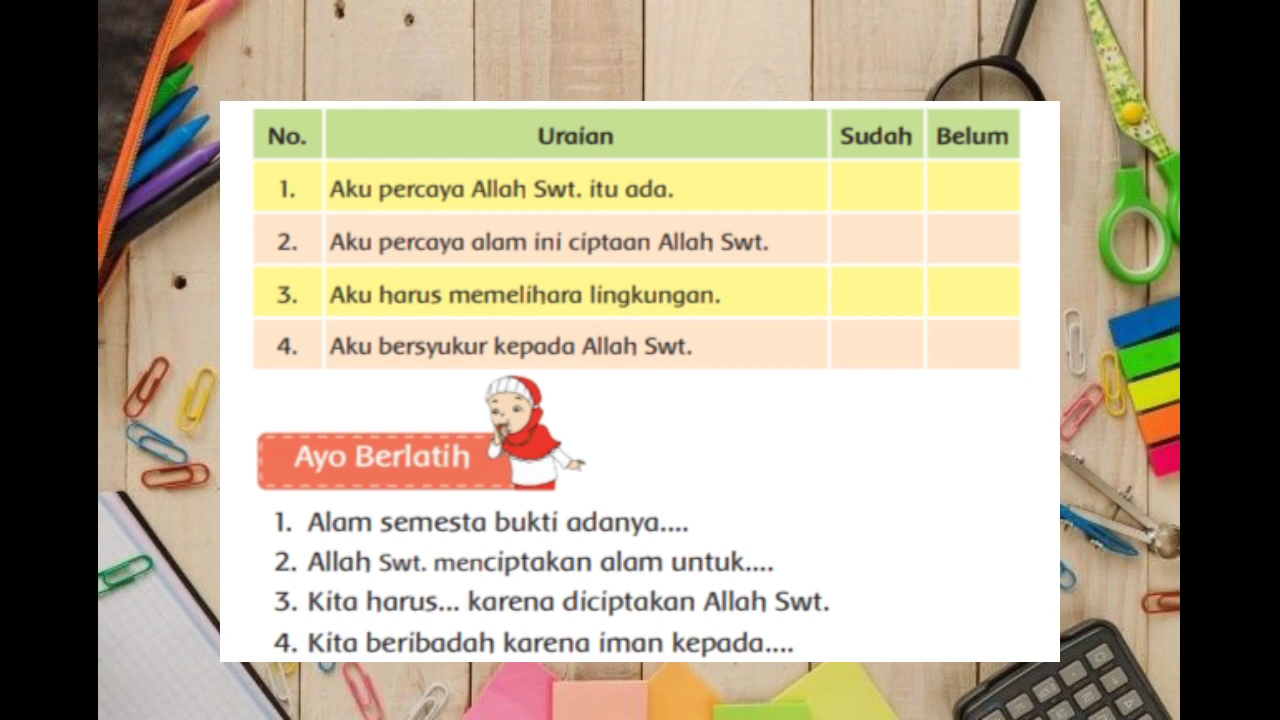 No. Uraian Sudah Belum
1. Aku percaya Allah Swt. itu ada.
2. Aku percaya alam ini ciptaan Allah Swt.
3. Aku harus memelihara lingkungan.
4. Aku bersyukur kepada Allah Swt.
Ayo Berlatih
1. Alam semesta bukti adanya....
2. Allah Swt. menciptakan alam untuk....
3. Kita harus... karena diciptakan Allah Swt.
4. Kita beribadah karena iman kepada....